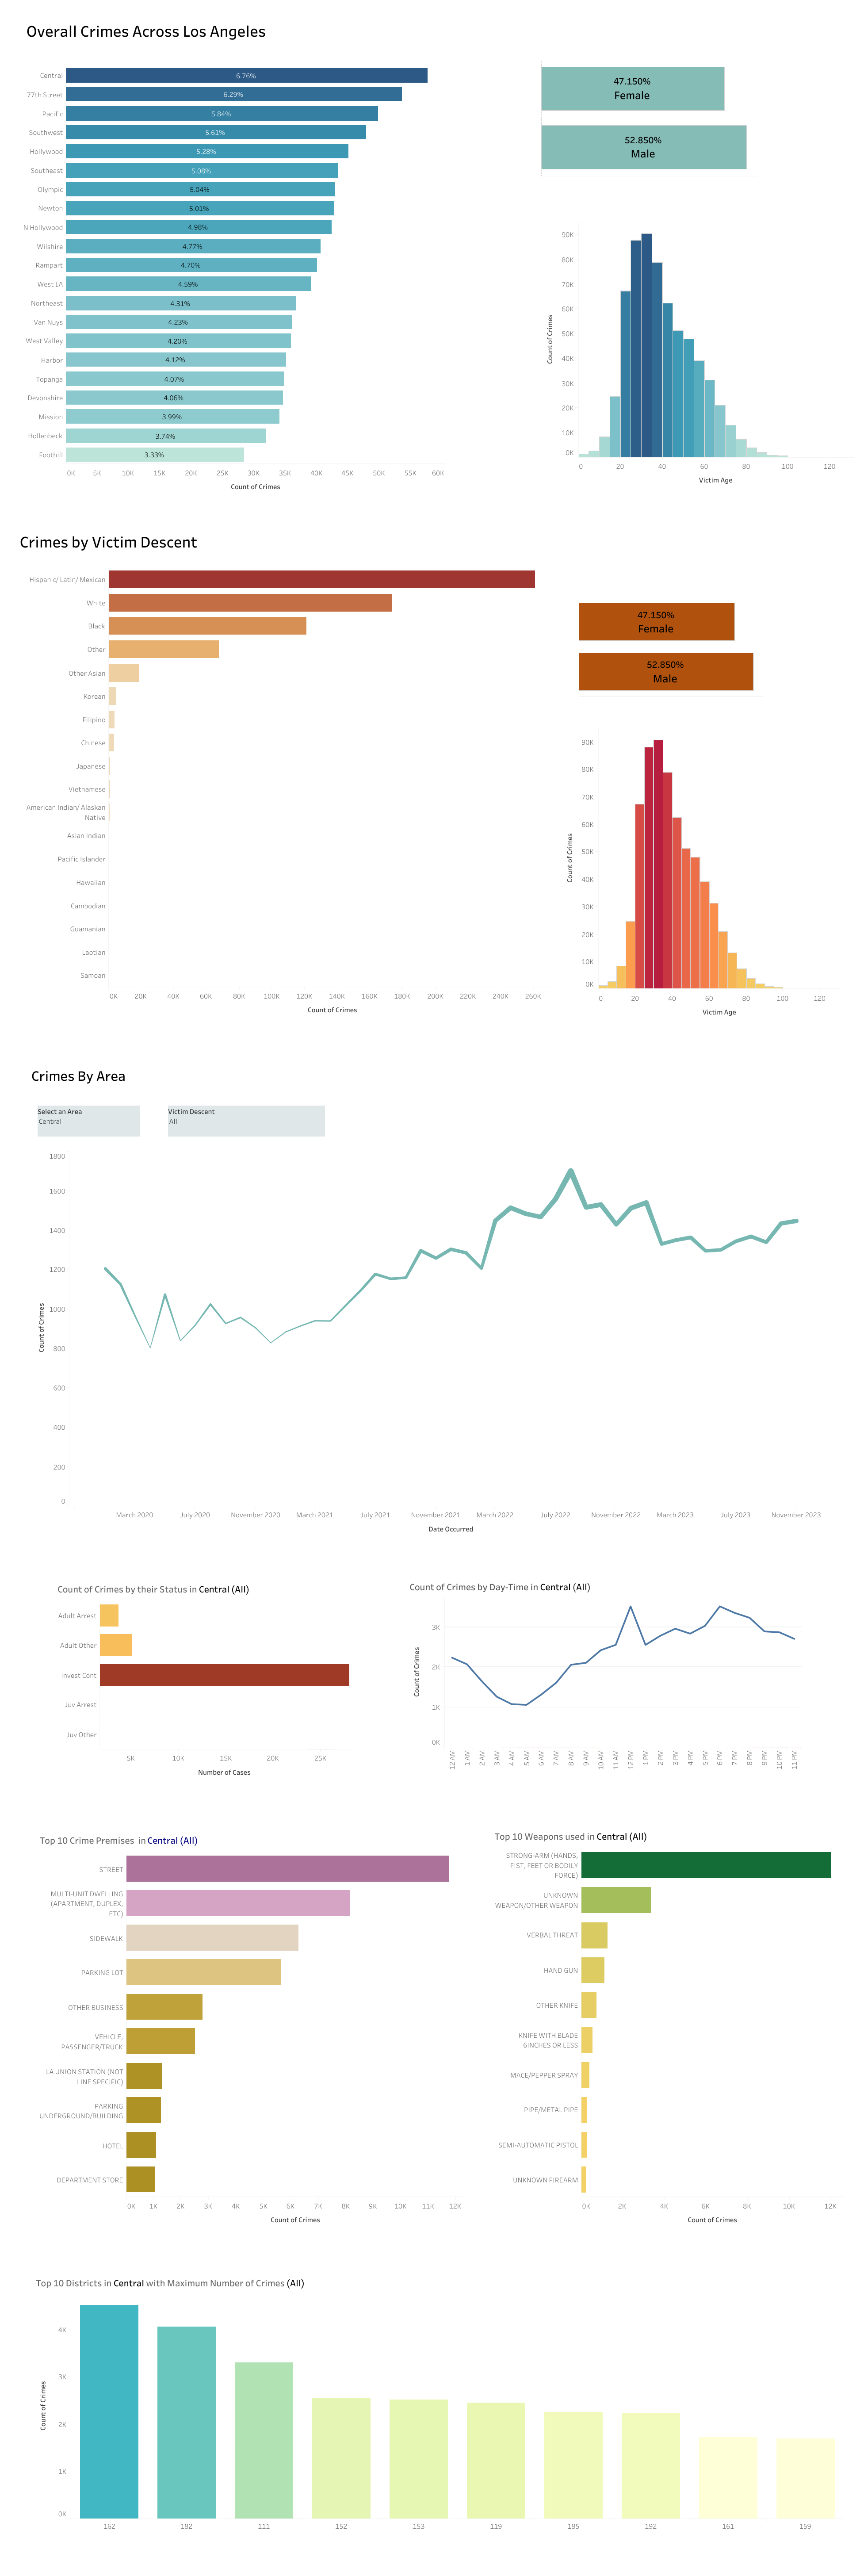 Overall Crimes Across Los Angeles
Central
6.76%
77th Street
6.29%
Pacific
5.84%
Southwest
5.61%
Hollywood
5.28%
Southeast
5.08%
Olympic
5.04%
Newton
5.01%
N Hollywood
4.98%
Wilshire
4.77%
Rampart
4.70%
West LA
4.59%
Northeast
4.31%
Van Nuys
4.23%
West Valley
4.20%
Harbor
4.12%
Topanga
4.07%
Devonshire
4.06%
Mission
3.99%
Hollenbeck
3.74%
Foothill
3.33%
0K 5K 10K 15K 20K 25K 30K 35K 40K 45K 50K 55K 60K
Count of Crimes
47.150%
Female
52.850%
Male
90K
80K
70K
60K
50K
40K
30K
20K
10K
0K
Count of Crimes
0 20 40 60 80 100 120
Victim Age
Crimes by Victim Descent
Hispanic/ Latin/ Mexican
White
Black
Other
Other Asian
Korean
Filipino
Chinese
Japanese
Vietnamese
American Indian/ Alaskan
Native
Asian Indian
Pacific Islander
Hawaiian
Cambodian
Guamanian
Laotian
Samoan
0K 20K 40K 60K 80K 100K 120K 140K 160K 180K 200K 220K 240K 260K
Count of Crimes
47.150%
Female
52.850%
Male
90K
80K
70K
60K
50K
40K
30K
20K
10K
0K
Count of Crimes
0 20 40 60 80 100 120
Victim Age
Crimes By Area
Select an Area
Central
Victim Descent
All
1800
1600
1400
1200
1000
800
600
400
200
0
Count of Crimes
March 2020 July 2020 November 2020 March 2021 July 2021 November 2021 March 2022 July 2022 November 2022 March 2023 July 2023 November 2023
Date Occurred
Count of Crimes by their Status in Central (All)
Adult Arrest
Adult Other
Invest Cont
Juv Arrest
Juv Other
5K 10K 15K 20K 25K
Number of Cases
Count of Crimes by Day-Time in Central (All)
3K
2K
1K
0K
Count of Crimes
12 AM 1 AM 2 AM 3 AM 4 AM 5 AM 6 AM 7 AM 8 AM 9 AM 10 AM 11 AM 12 PM 1 PM 2 PM 3 PM 4 PM 5 PM 6 PM 7 PM 8 PM 9 PM 10 PM 11 PM
Top 10 Crime Premises in Central (All)
STREET
MULTI-UNIT DWELLING
(APARTMENT, DUPLEX,
ETC)
SIDEWALK
PARKING LOT
OTHER BUSINESS
VEHICLE,
PASSENGER/TRUCK
LA UNION STATION (NOT
LINE SPECIFIC)
PARKING
UNDERGROUND/BUILDING
HOTEL
DEPARTMENT STORE
0K 1K 2K 3K 4K 5K 6K 7K 8K 9K 10K 11K 12K
Count of Crimes
Top 10 Weapons used in Central (All)
STRONG-ARM (HANDS,
FIST, FEET OR BODILY
FORCE)
UNKNOWN
WEAPON/OTHER WEAPON
VERBAL THREAT
HAND GUN
OTHER KNIFE
KNIFE WITH BLADE
6INCHES OR LESS
MACE/PEPPER SPRAY
PIPE/METAL PIPE
SEMI-AUTOMATIC PISTOL
UNKNOWN FIREARM
0K 2K 4K 6K 8K 10K 12K
Count of Crimes
Top 10 Districts in Central with Maximum Number of Crimes (All)
4K
3K
2K
1K
0K
Count of Crimes
162 182 111 152 153 119 185 192 161 159